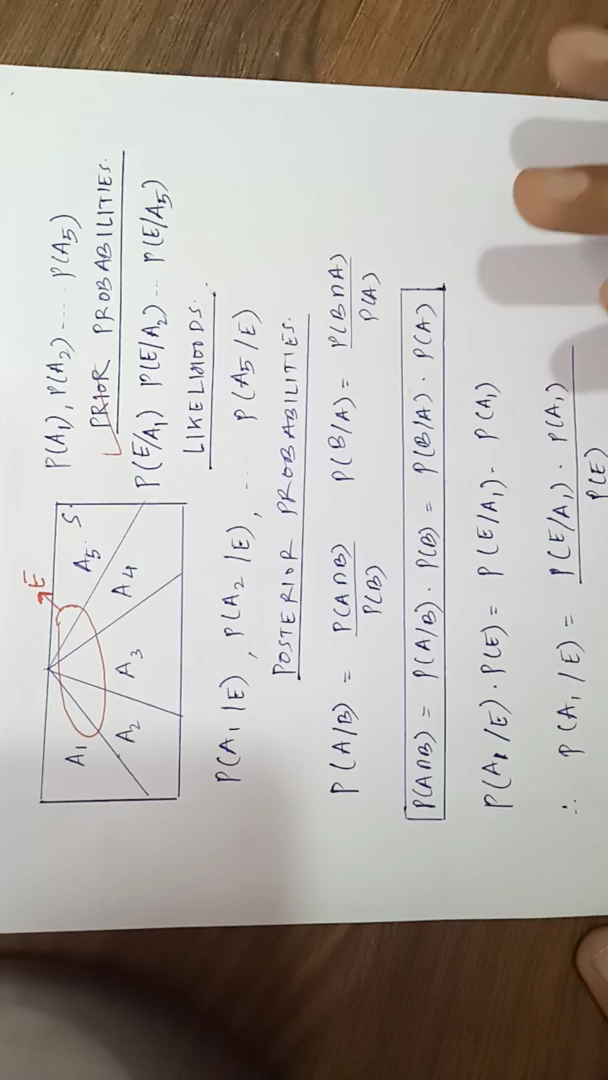 E
S
A₁
A₂
A₃
A₄
A₅
P(A₁), P(A₂) ..... P(A₅)
PRIOR PROBABILITIES.
P(E/A₁) P(E/A₂) ... P(E/A₅)
LIKELIHOODS.
P(A₁/E), P(A₂/E), ... P(A₅/E)
POSTERIOR PROBABILITIES.
P(A/B) = P(A∩B)/P(B) P(B/A) = P(B∩A)/P(A)
P(A∩B) = P(A/B) . P(B) = P(B/A) . P(A)
P(A₁/E) . P(E) = P(E/A₁) . P(A₁)
∴ P(A₁/E) = P(E/A₁) . P(A₁)/P(E)